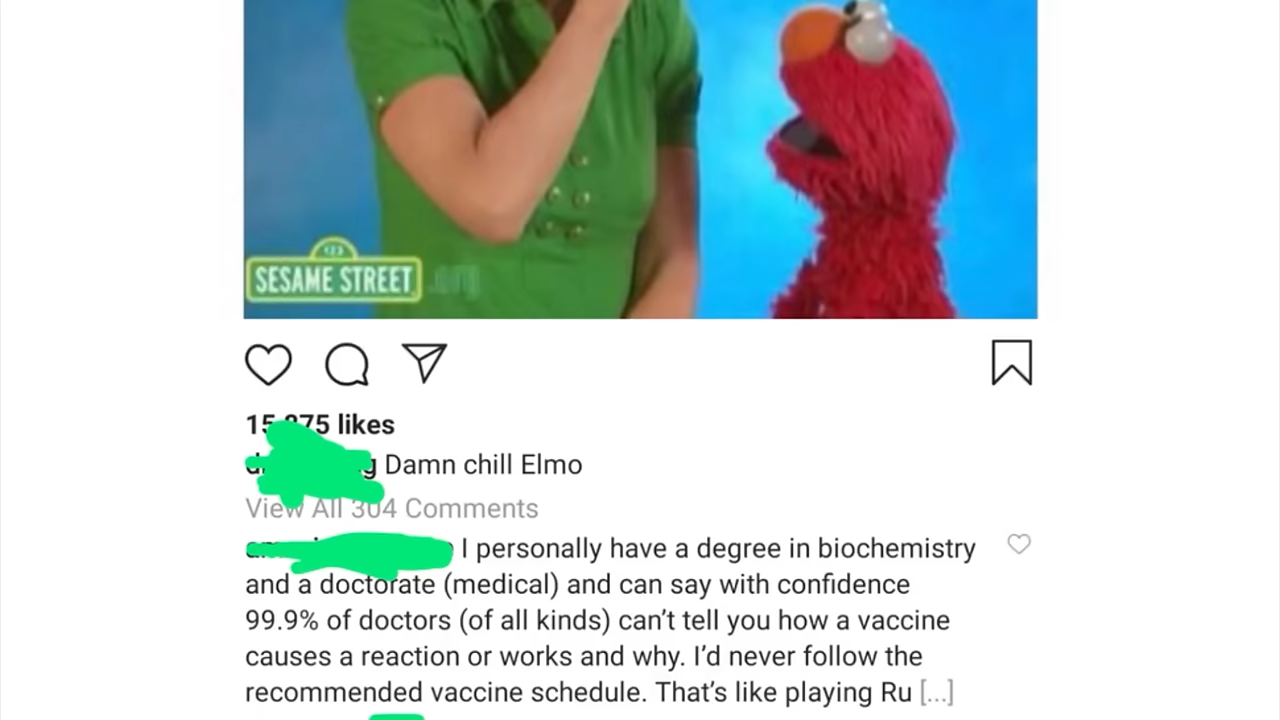 SESAME STREET
.org
likes
Damn chill Elmo
View All 304 Comments
I personally have a degree in biochemistry
and a doctorate (medical) and can say with confidence
99.9% of doctors (of all kinds) can't tell you how a vaccine
causes a reaction or works and why. I'd never follow the
recommended vaccine schedule. That's like playing Ru [...]